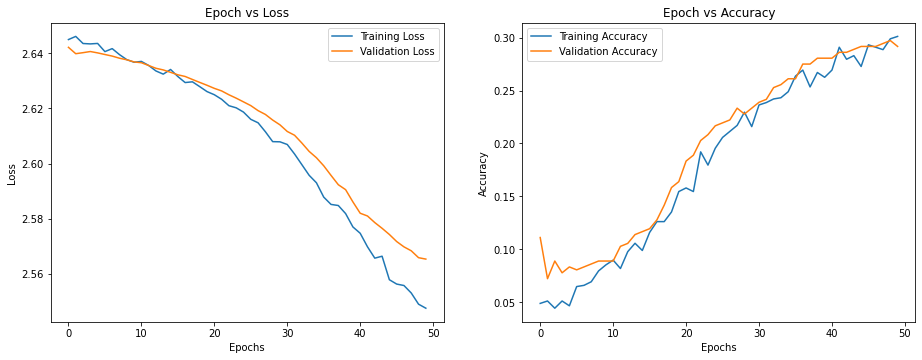 Epoch vs Loss
Training Loss
Validation Loss
2.64
2.62
2.60
2.58
2.56
Loss
0 10 20 30 40 50
Epochs
Epoch vs Accuracy
Training Accuracy
Validation Accuracy
0.30
0.25
0.20
0.15
0.10
0.05
Accuracy
0 10 20 30 40 50
Epochs